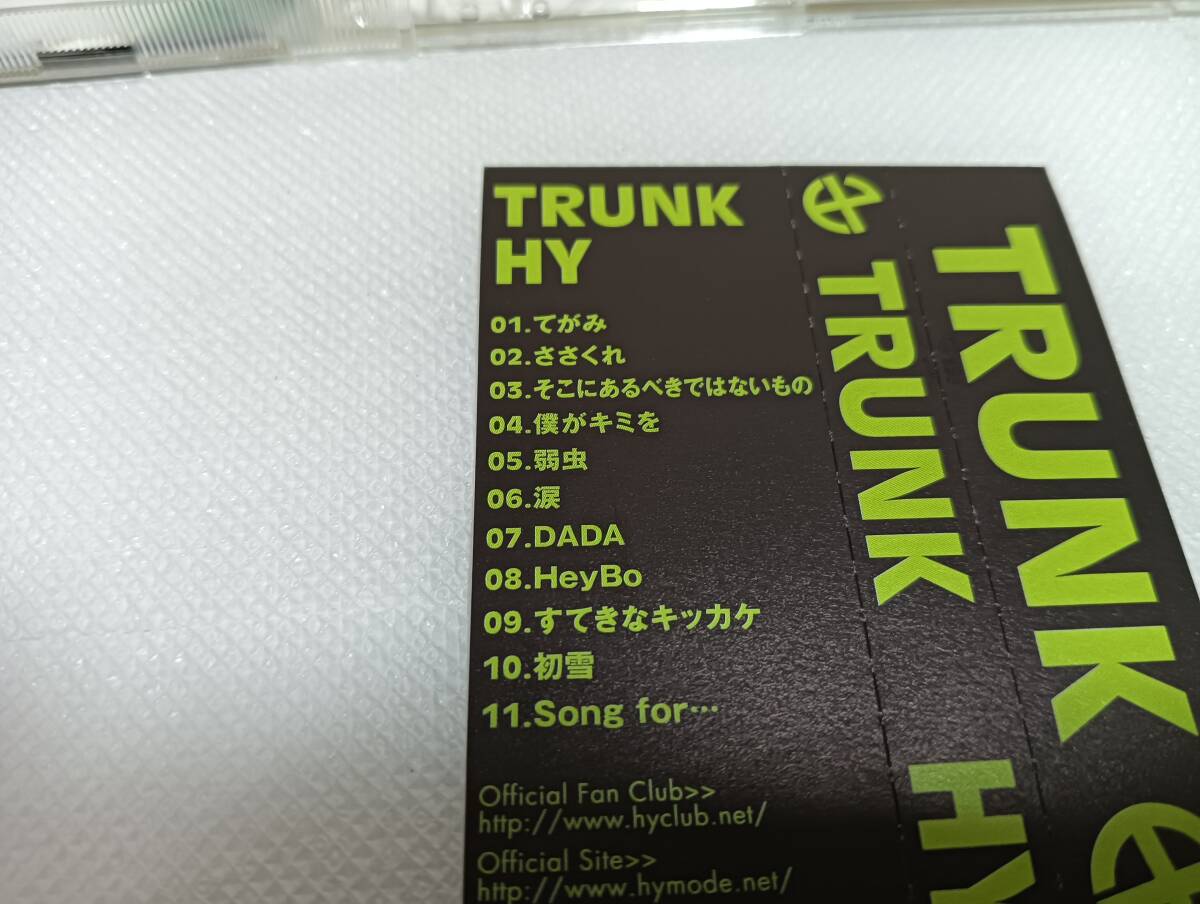 TRUNK
HY
01.てがみ
02.ささくれ
03.そこにあるべきではないもの
04.僕がキミを
05.弱虫
06.涙
07.DADA
08.HeyBo
09.すてきなキッカケ
10.初雪
11.Song for…
Official Fan Club>>
http://www.hyclub.net/
Official Site>>
http://www.hymode.net/
TRUNK HY
TRUNK